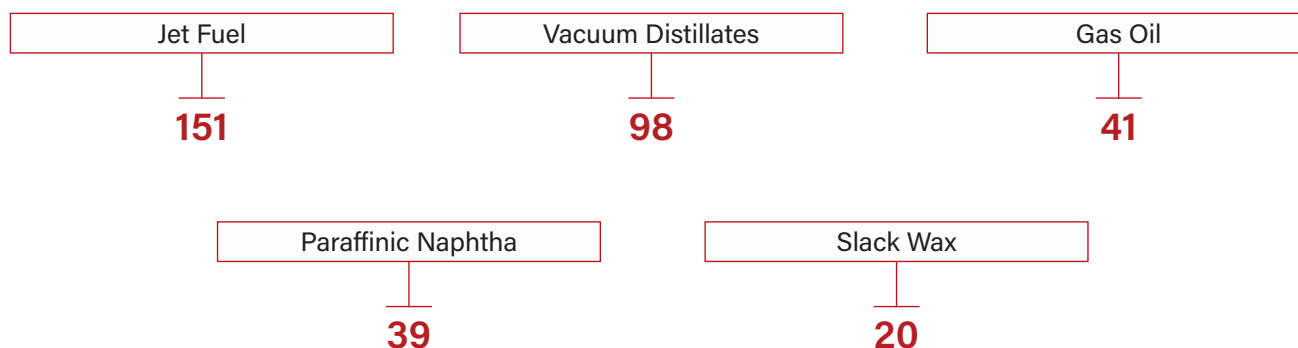 Jet Fuel
Vacuum Distillates
Gas Oil
151
98
41
Paraffinic Naphtha
Slack Wax
39
20